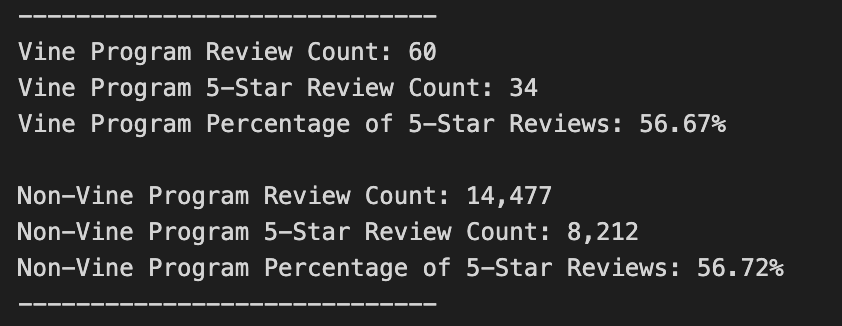 ------------------------------
Vine Program Review Count: 60
Vine Program 5-Star Review Count: 34
Vine Program Percentage of 5-Star Reviews: 56.67%
Non-Vine Program Review Count: 14,477
Non-Vine Program 5-Star Review Count: 8,212
Non-Vine Program Percentage of 5-Star Reviews: 56.72%
------------------------------